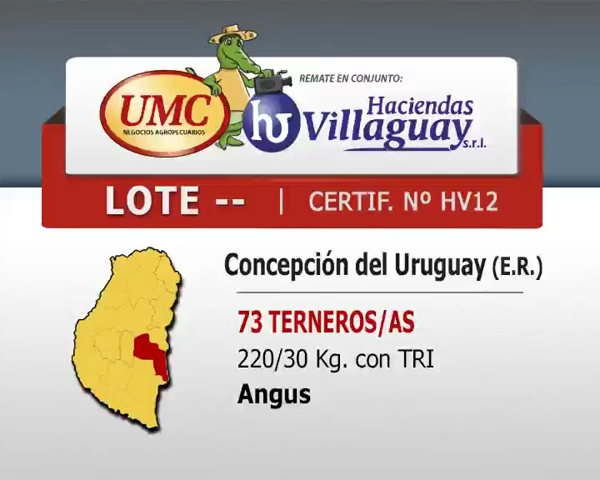 REMATE EN CONJUNTO:
UMC
NEGOCIOS AGROPECUARIOS
hv Haciendas
Villaguay s.r.l.
LOTE -- | CERTIF. Nº HV12
Concepción del Uruguay (E.R.)
73 TERNEROS/AS
220/30 Kg. con TRI
Angus